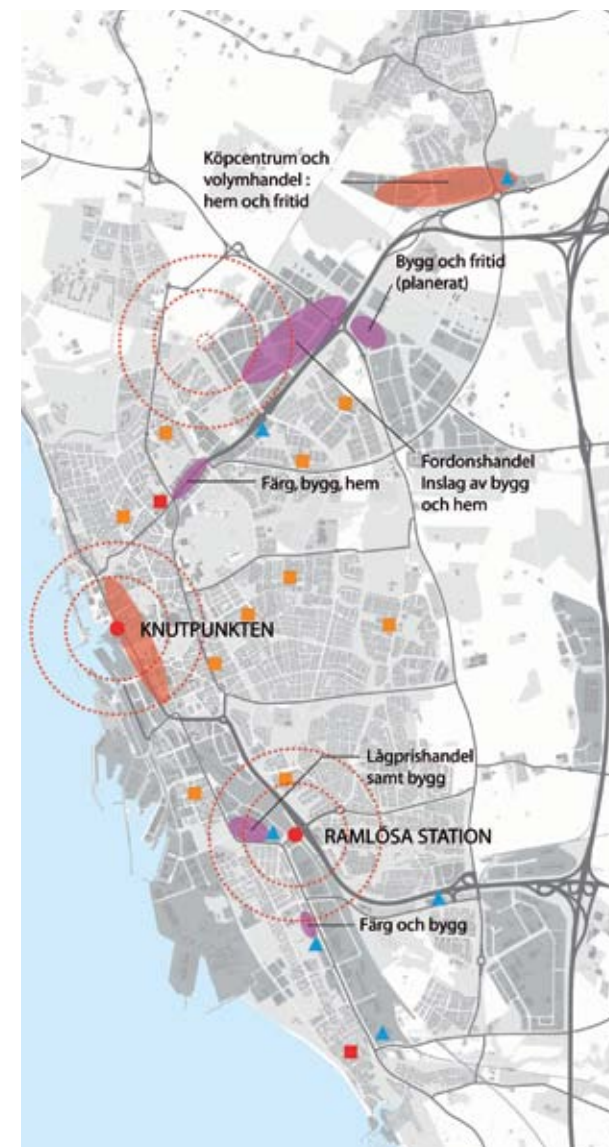 Köpcentrum och
volymhandel :
hem och fritid
Bygg och fritid
(planerat)
Fordonshandel
Inslag av bygg
och hem
Färg, bygg, hem
KNUTPUNKTEN
Lågprishandel
samt bygg
RAMLÖSA STATION
Färg och bygg